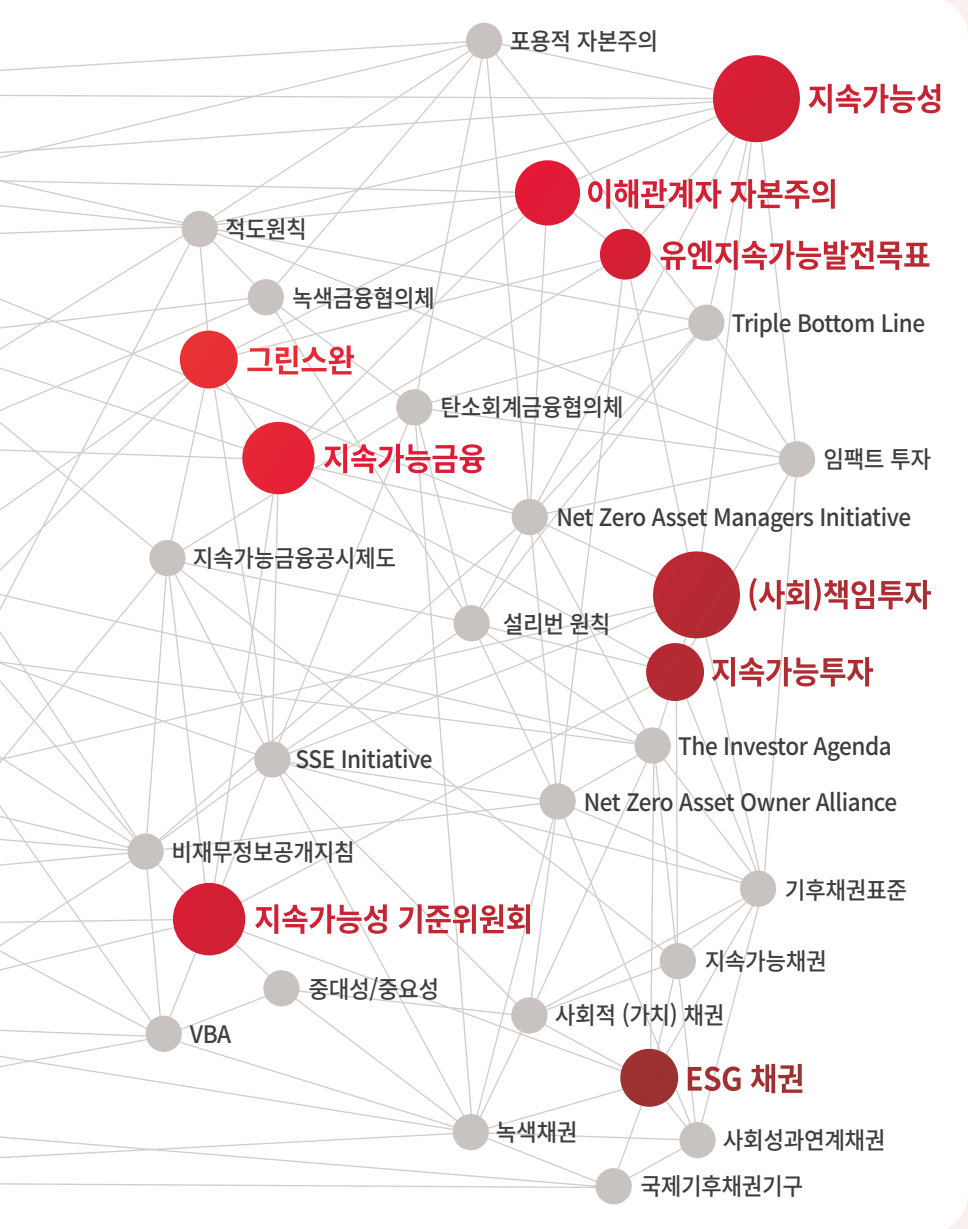 포용적 자본주의
지속가능성
이해관계자 자본주의
적도원칙
유엔지속가능발전목표
녹색금융협의체
Triple Bottom Line
그린스완
탄소회계금융협의체
지속가능금융
임팩트 투자
Net Zero Asset Managers Initiative
지속가능금융공시제도
(사회)책임투자
설리번 원칙
지속가능투자
The Investor Agenda
SSE Initiative
Net Zero Asset Owner Alliance
비재무정보공개지침
기후채권표준
지속가능성 기준위원회
지속가능채권
중대성/중요성
사회적 (가치) 채권
VBA
ESG 채권
녹색채권
사회성과연계채권
국제기후채권기구